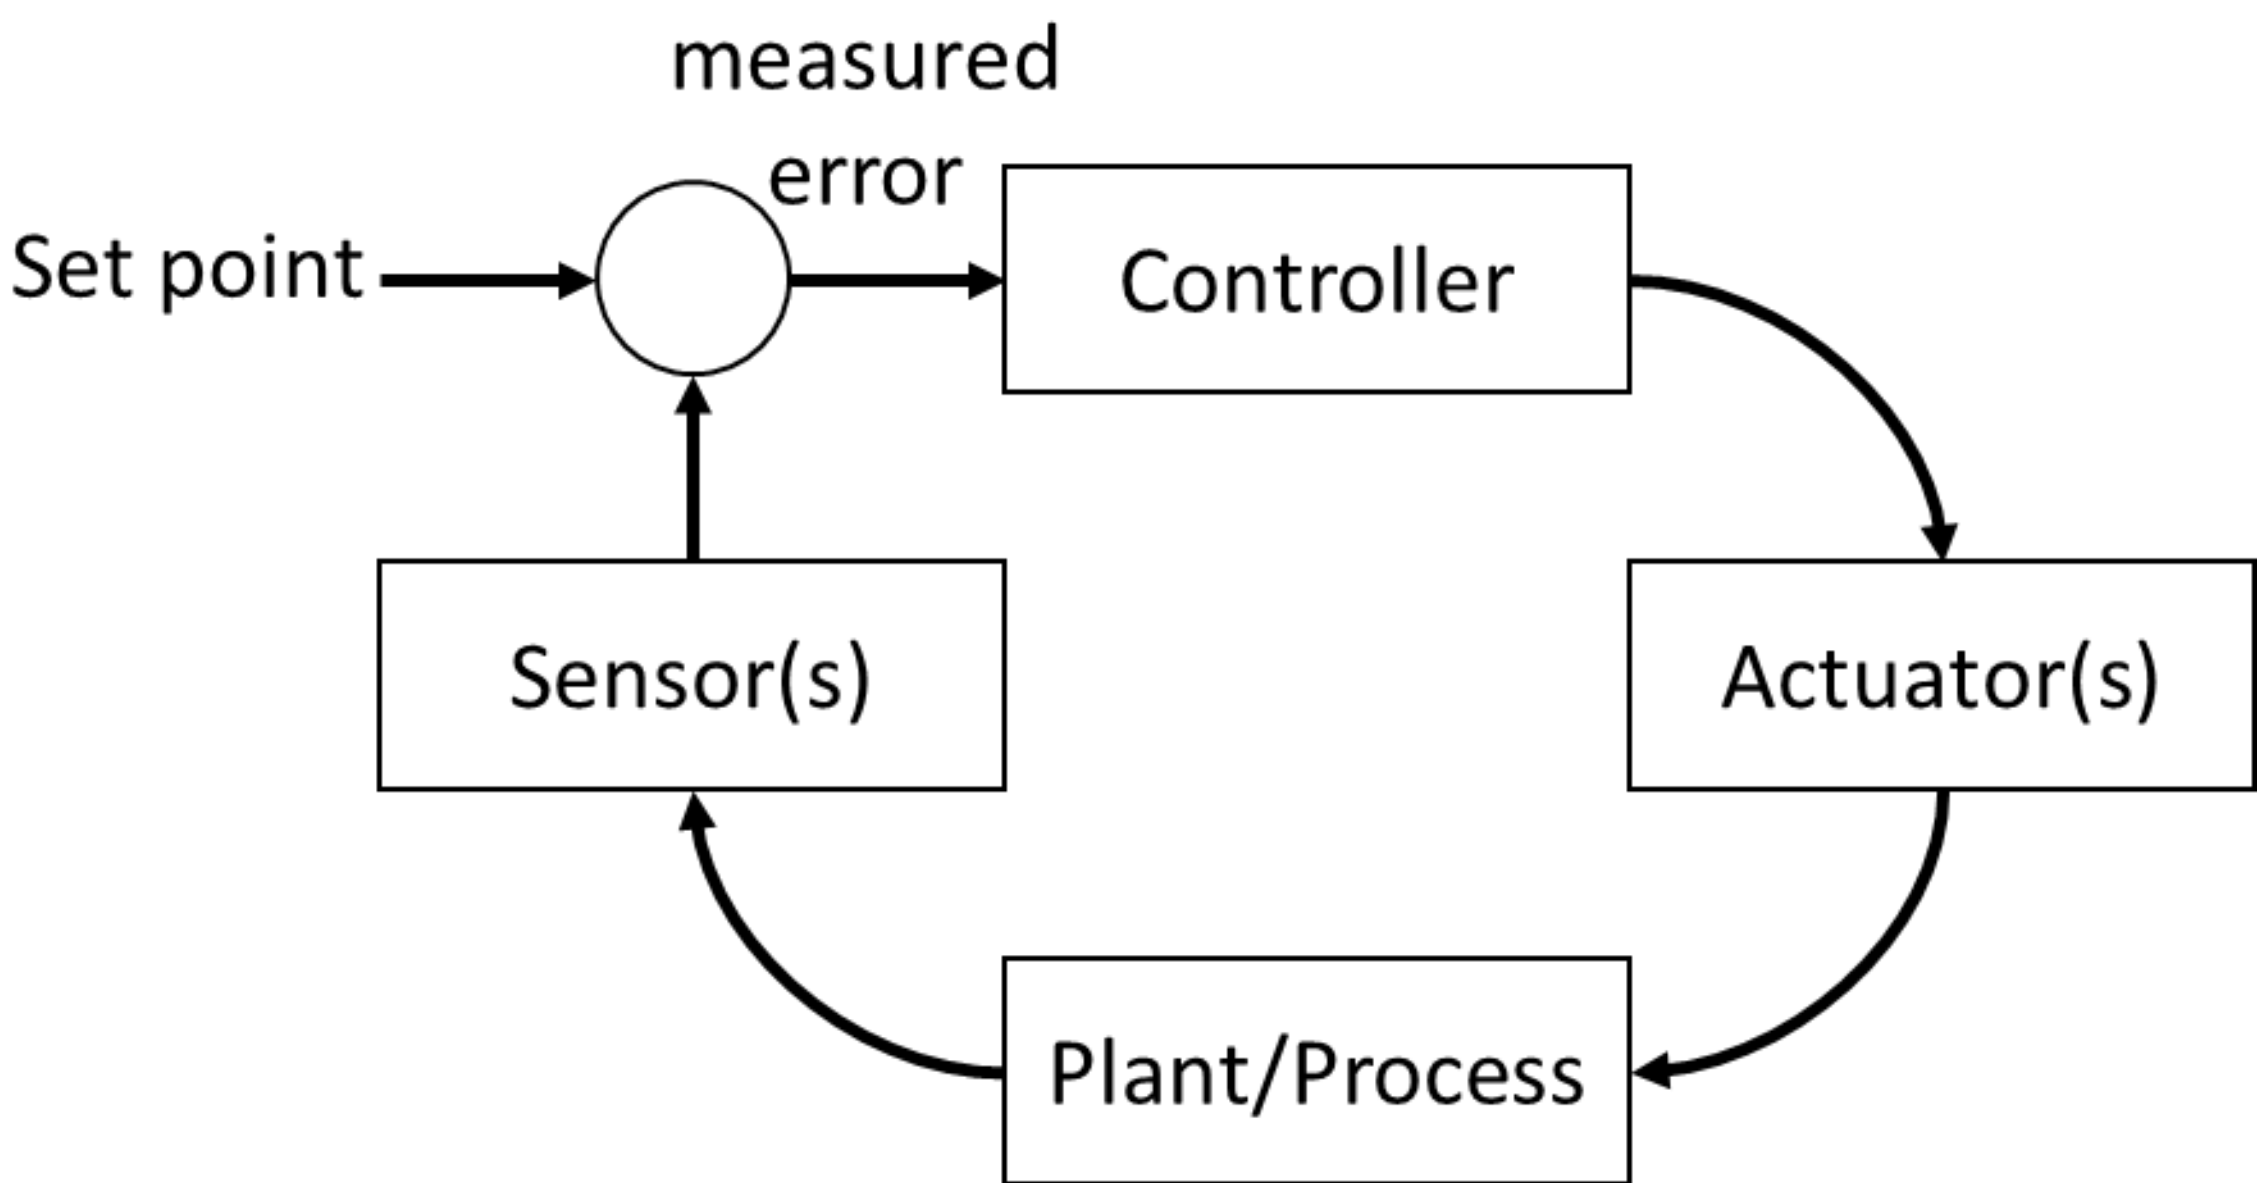 measured
error
Set point
Controller
Sensor(s)
Actuator(s)
Plant/Process